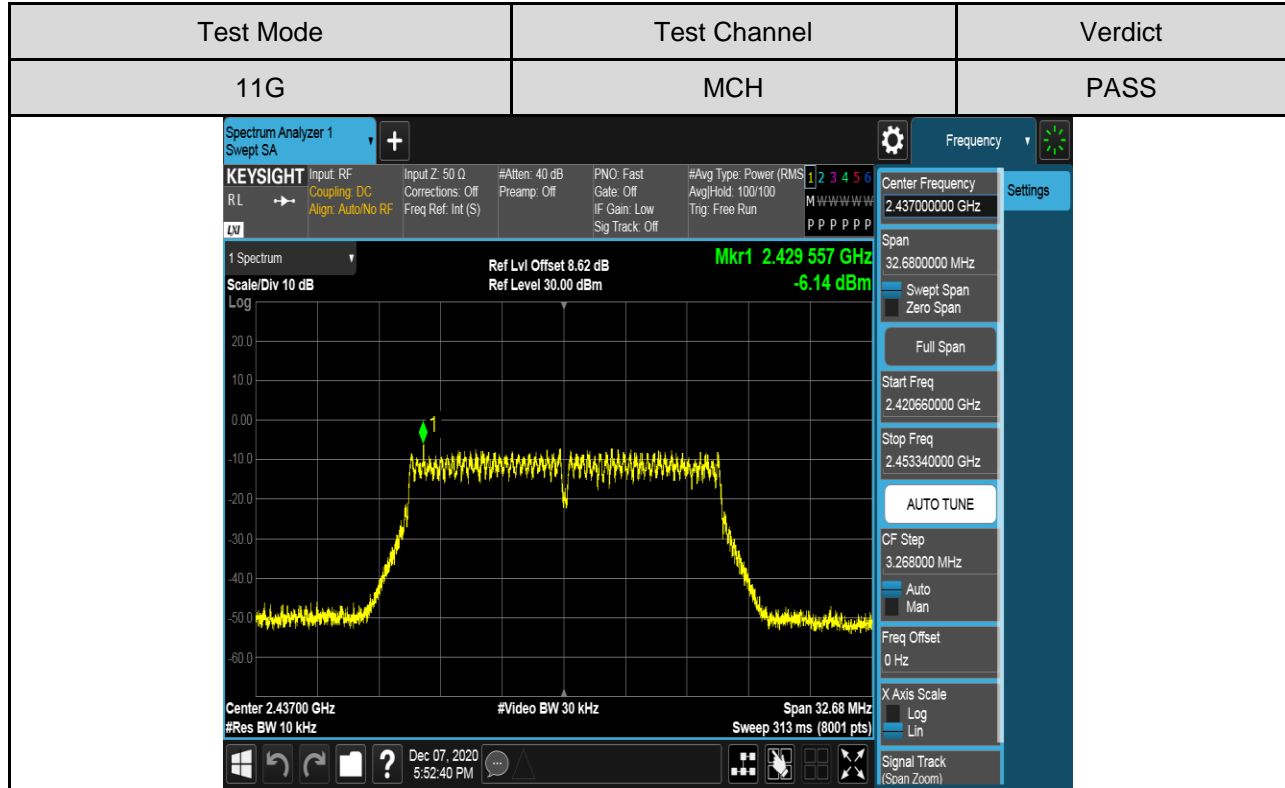 Test Mode Test Channel Verdict
11G MCH PASS
Spectrum Analyzer 1
Swept SA
+
Frequency
KEYSIGHT
RL
LXI
Input: RF
Coupling: DC
Align: Auto/No RF
Input Z: 50 Ω
Corrections: Off
Freq Ref: Int (S)
#Atten: 40 dB
Preamp: Off
PNO: Fast
Gate: Off
IF Gain: Low
Sig Track: Off
#Avg Type: Power (RMS
Avg|Hold: 100/100
Trig: Free Run
1 2 3 4 5 6
M W W W W W
P P P P P P
1 Spectrum
Scale/Div 10 dB
Ref Lvl Offset 8.62 dB
Ref Level 30.00 dBm
Mkr1 2.429 557 GHz
-6.14 dBm
Log
20.0
10.0
0.00
-10.0
-20.0
-30.0
-40.0
-50.0
-60.0
1
Center 2.43700 GHz
#Res BW 10 kHz
#Video BW 30 kHz
Span 32.68 MHz
Sweep 313 ms (8001 pts)
?
Dec 07, 2020
5:52:40 PM
Center Frequency
2.437000000 GHz
Settings
Span
32.6800000 MHz
Swept Span
Zero Span
Full Span
Start Freq
2.420660000 GHz
Stop Freq
2.453340000 GHz
AUTO TUNE
CF Step
3.268000 MHz
Auto
Man
Freq Offset
0 Hz
X Axis Scale
Log
Lin
Signal Track
(Span Zoom)